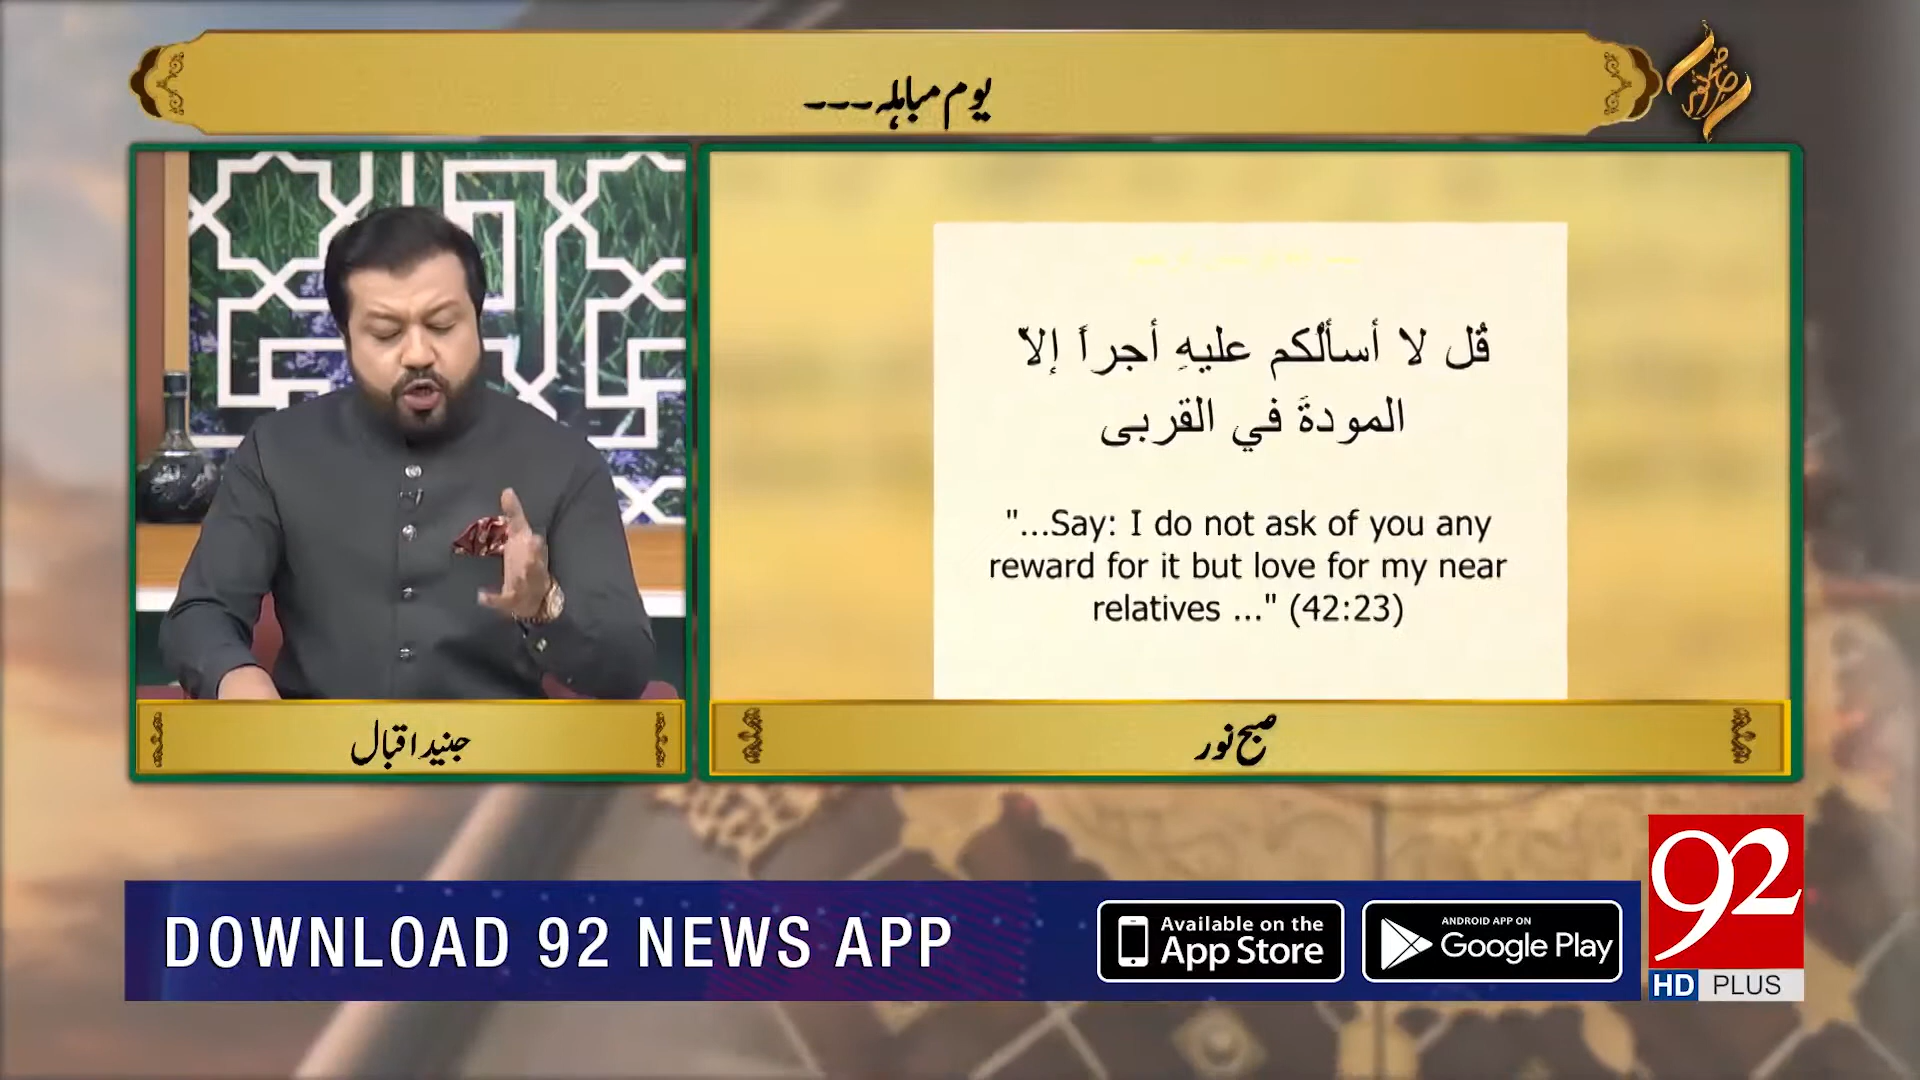 یوم مباہلہ ---
صبح نور
قُل لا أسألُكم عليهِ أجراً إلاّ
المودةَ في القربى
"...Say: I do not ask of you any
reward for it but love for my near
relatives ..." (42:23)
جنید اقبال
صبح نور
DOWNLOAD 92 NEWS APP
Available on the
App Store
ANDROID APP ON
Google Play
92
HD PLUS